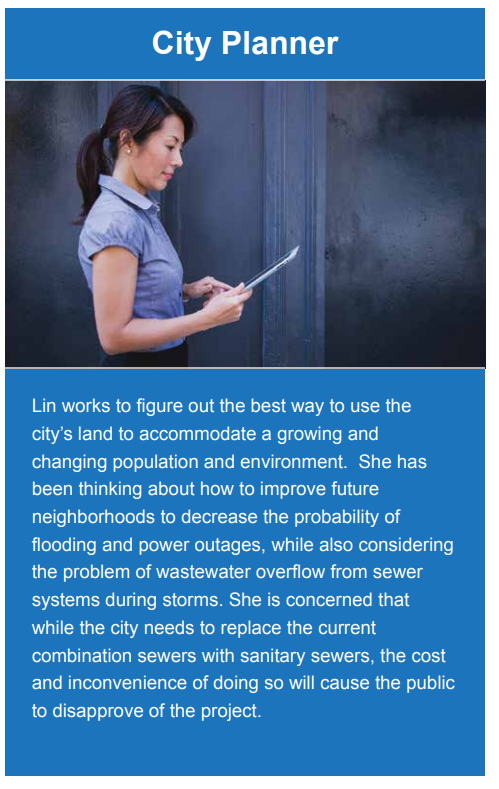 City Planner
Lin works to figure out the best way to use the
city's land to accommodate a growing and
changing population and environment.  She has
been thinking about how to improve future
neighborhoods to decrease the probability of
flooding and power outages, while also considering
the problem of wastewater overflow from sewer
systems during storms. She is concerned that
while the city needs to replace the current
combination sewers with sanitary sewers, the cost
and inconvenience of doing so will cause the public
to disapprove of the project.